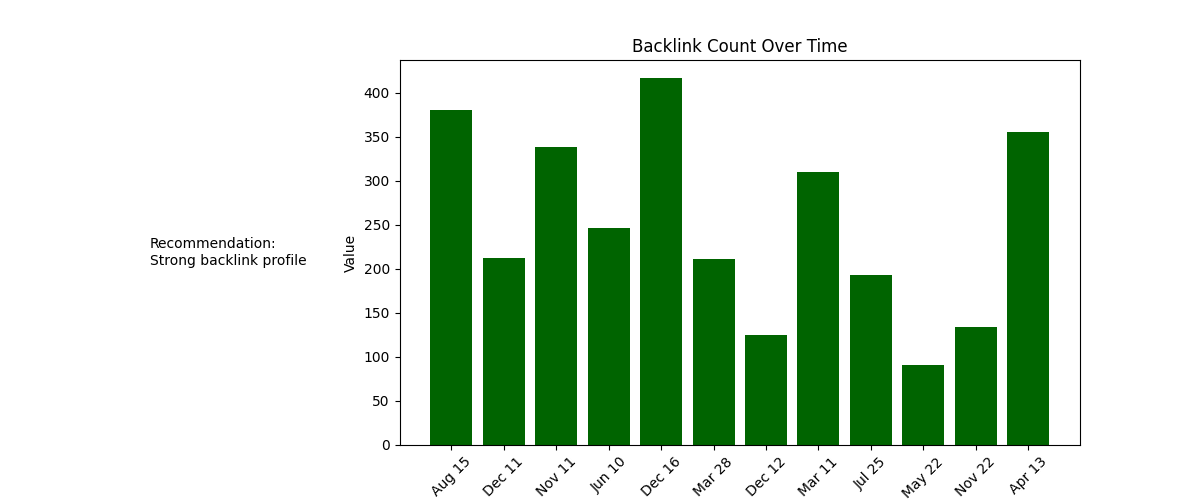 Backlink Count Over Time
Recommendation:
Strong backlink profile
Value
400
350
300
250
200
150
100
50
0
Aug 15
Dec 11
Nov 11
Jun 10
Dec 16
Mar 28
Dec 12
Mar 11
Jul 25
May 22
Nov 22
Apr 13